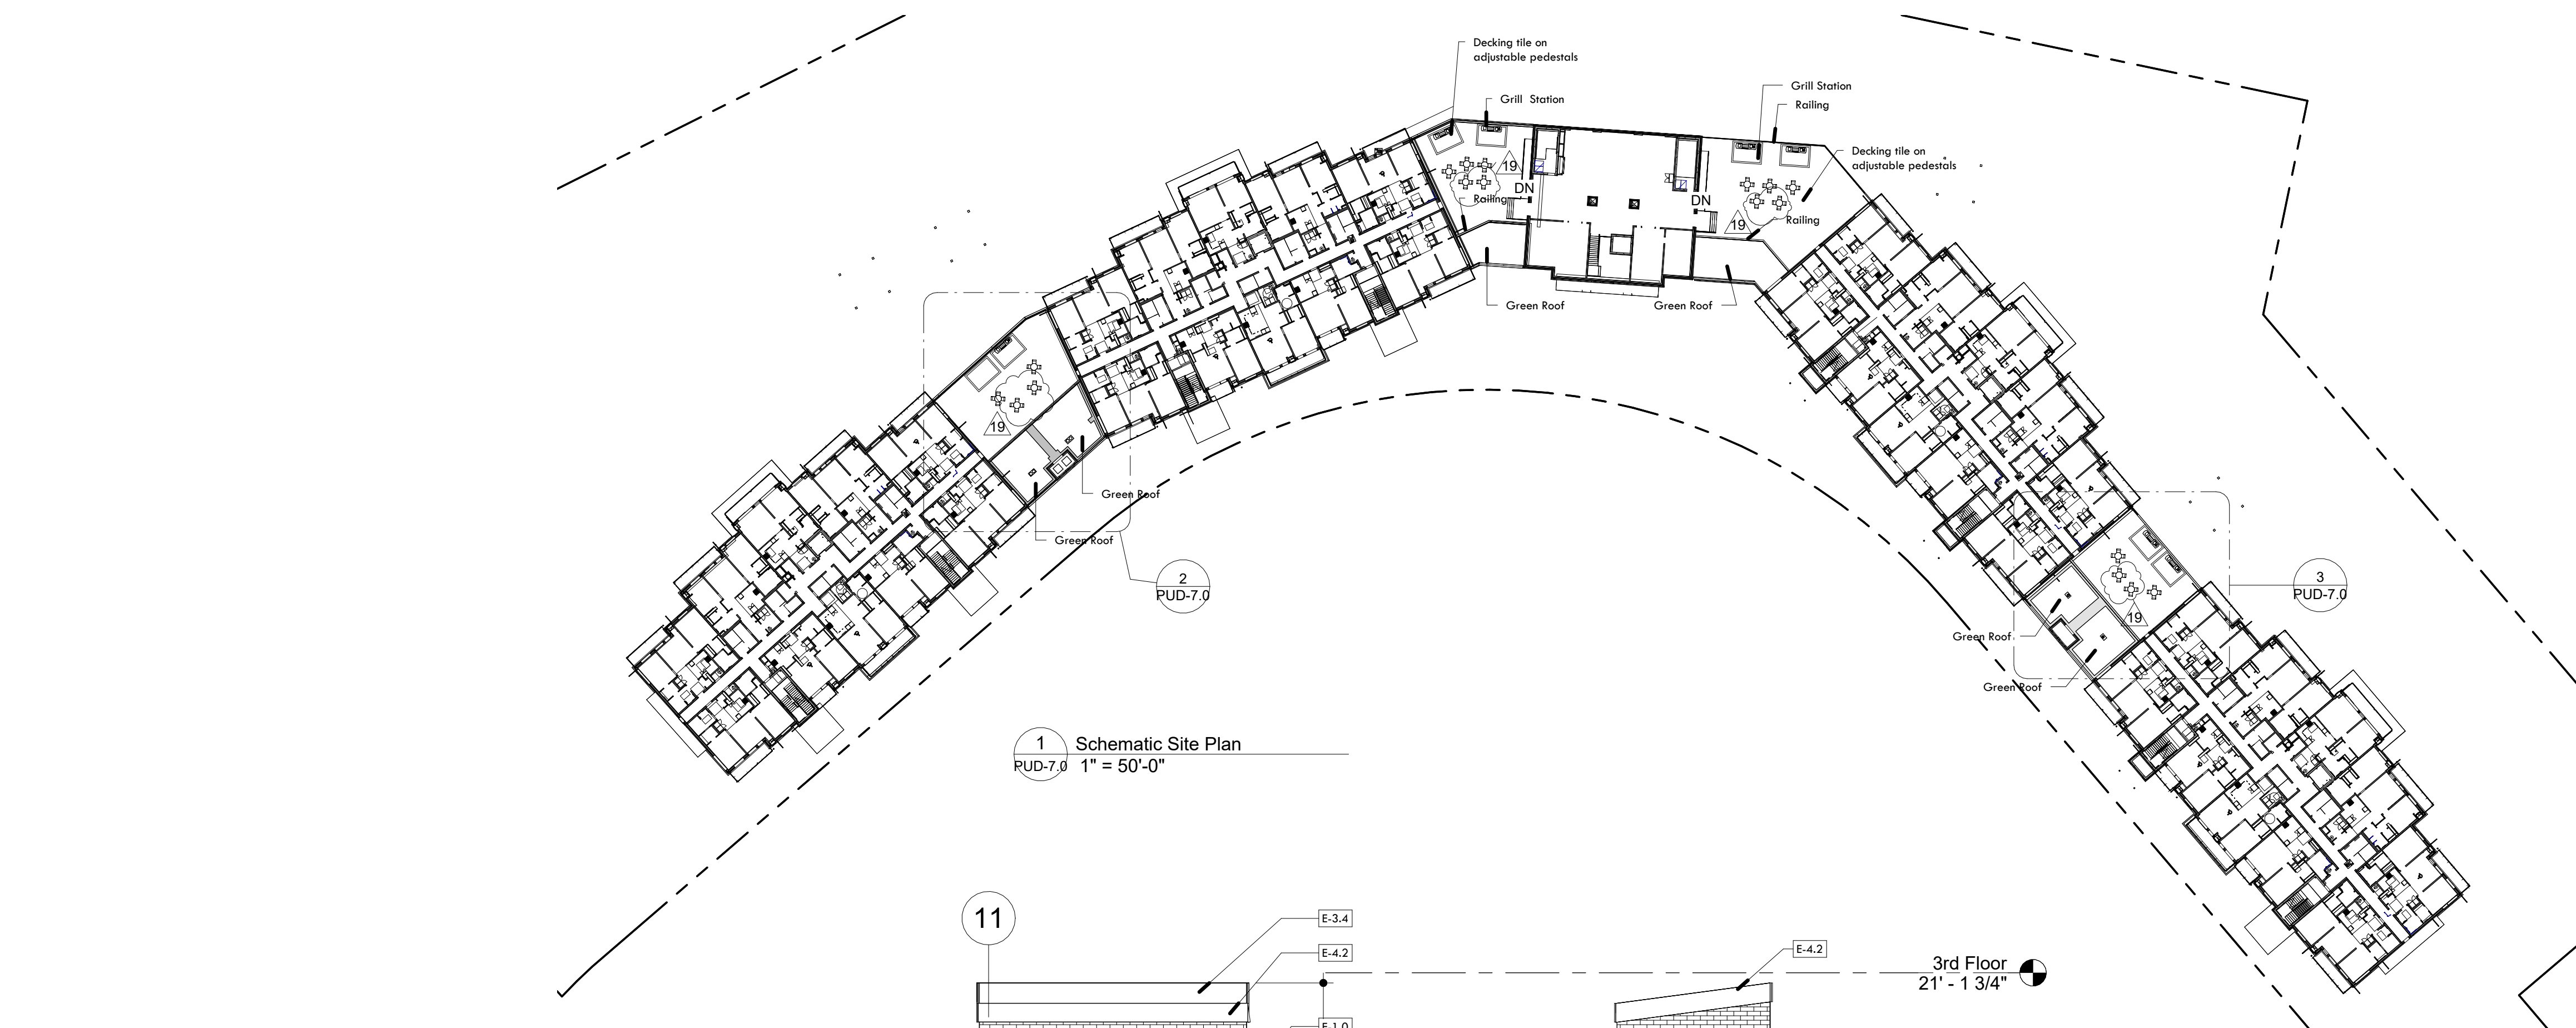 Decking tile on
adjustable pedestals
Grill Station
Grill Station
Railing
Decking tile on
adjustable pedestals
19
DN
Railing
DN
19
Railing
Green Roof
Green Roof
19
Green Roof
Green Roof
2
PUD-7.0
3
PUD-7.0
19
Green Roof
Green Roof
1
PUD-7.0
Schematic Site Plan
1" = 50'-0"
11
E-3.4
E-4.2
E-4.2
3rd Floor
21' - 1 3/4"
E-1.0